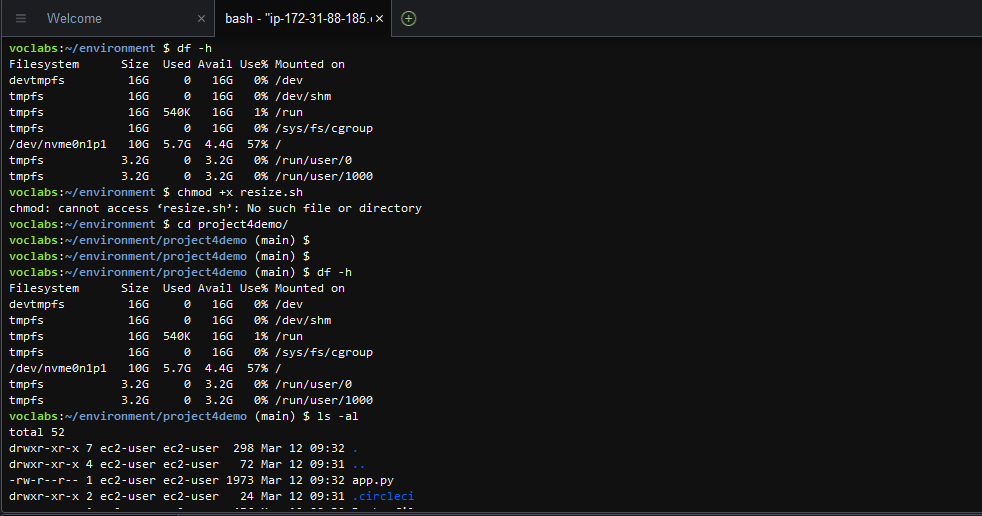 Welcome
bash - "ip-172-31-88-185.
voclabs:~/environment $ df -h
Filesystem      Size  Used Avail Use% Mounted on
devtmpfs         16G     0   16G   0% /dev
tmpfs            16G     0   16G   0% /dev/shm
tmpfs            16G  540K   16G   1% /run
tmpfs            16G     0   16G   0% /sys/fs/cgroup
/dev/nvme0n1p1   10G  5.7G  4.4G  57% /
tmpfs           3.2G     0  3.2G   0% /run/user/0
tmpfs           3.2G     0  3.2G   0% /run/user/1000
voclabs:~/environment $ chmod +x resize.sh
chmod: cannot access ‘resize.sh’: No such file or directory
voclabs:~/environment $ cd project4demo/
voclabs:~/environment/project4demo (main) $
voclabs:~/environment/project4demo (main) $
voclabs:~/environment/project4demo (main) $ df -h
Filesystem      Size  Used Avail Use% Mounted on
devtmpfs         16G     0   16G   0% /dev
tmpfs            16G     0   16G   0% /dev/shm
tmpfs            16G  540K   16G   1% /run
tmpfs            16G     0   16G   0% /sys/fs/cgroup
/dev/nvme0n1p1   10G  5.7G  4.4G  57% /
tmpfs           3.2G     0  3.2G   0% /run/user/0
tmpfs           3.2G     0  3.2G   0% /run/user/1000
voclabs:~/environment/project4demo (main) $ ls -al
total 52
drwxr-xr-x 7 ec2-user ec2-user  298 Mar 12 09:32 .
drwxr-xr-x 4 ec2-user ec2-user   72 Mar 12 09:31 ..
-rw-r--r-- 1 ec2-user ec2-user 1973 Mar 12 09:32 app.py
drwxr-xr-x 2 ec2-user ec2-user   24 Mar 12 09:31 .circleci